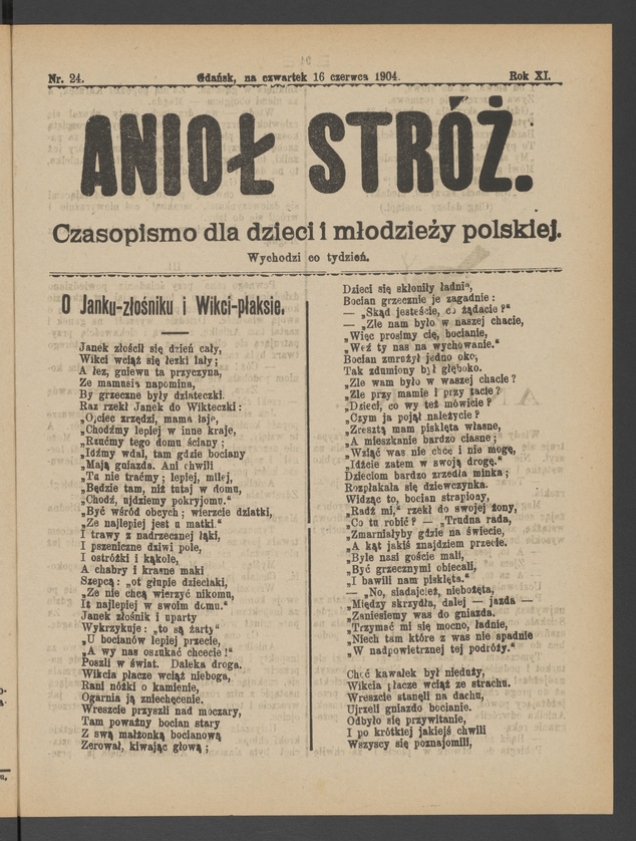 Nr. 24.
Gdańsk, na czwartek 16 czerwca 1904.
Rok XI.
ANIOŁ STRÓŻ.
Czasopismo dla dzieci i młodzieży polskiej.
Wychodzi co tydzień.
O Janku-złośniku i Wikci-płaksie.
Janek złościł się dzień cały,
Wikci wciąż się łezki lały;
A łez, gniewu ta przyczyna,
Że mamusia napomina,
By grzeczne były dziateczki.
Raz rzekł Janek do Wikteczki:
„Ojciec zrzędzi, mama łaje,
„Chodźmy lepiej w inne kraje,
„Rzućmy tego domu ściany;
„Idźmy wdal, tam gdzie bociany
„Mają gniazda. Ani chwili
„Tu nie traćmy; lepiej, milej,
„Będzie tam, niż tutaj w domu,
„Chodź, ujdziemy pokryjomu.“
„Być wśród obcych; wierzcie dziatki,
„Że najlepiej jest u matki.“
I trawy z nadrzecznej łąki,
I pszeniczne dziwi pole,
I ostróżki i kąkole,
A chabry i krasne maki
Szepcą: „ot głupie dzieciaki,
„Że nie chcą wierzyć nikomu,
Iż najlepiej w swoim domu.“
Janek złośnik i uparty
Wykrzykuje: „to są żarty“
„U bocianów lepiej przecie,
„A wy nas oszukać chcecie!“
Poszli w świat. Daleka droga.
Wikcia płacze wciąż nieboga,
Rani nóżki o kamienie,
Ogarnia ją zniechęcenie.
Wreszcie przyszli nad moczary,
Tam poważny bocian stary
Z swą małżonką bocianową
Żerował, kiwając głową;
Dzieci się skłoniły ładnie,
Bocian grzecznie je zagadnie:
— „Skąd jesteście, co żądacie?“
— „Źle nam było w naszej chacie,
„Więc prosimy cię, bocianie,
„Weź ty nas na wychowanie.“
Bocian zmrużył jedno oko,
Tak zdumiony był głęboko.
„Źle wam było w waszej chacie?
„Źle przy mamie i przy tacie?
„Dzieci, co wy też mówicie?
„Czym ja pojął należycie?
„Zresztą mam pisklęta własne,
„A mieszkanie bardzo ciasne;
„Wziąć was nie chcę i nie mogę,
„Idźcie zatem w swoją drogę.“
Dzieciom bardzo zrzedła minka;
Rozpłakała się dziewczynka.
Widząc to, bocian strapiony,
„Radź mi,“ rzekł do swojej żony,
„Co tu robić? — „Trudna rada,
„Zmarniałyby gdzie na świecie,
„A kąt jakiś znajdziem przecie.
„Byle nasi goście mali,
„Być grzecznymi obiecali,
„I bawili nam pisklęta.“
— „No, siadajcież, niebożęta,
„Między skrzydła, dalej — jazda —
„Zaniesiemy was do gniazda.
„Trzymać mi się mocno, ładnie,
„Niech tam które z was nie spadnie
„W nadpowietrznej tej podróży.“
Choć kawałek był nieduży,
Wikcia płacze wciąż ze strachu.
Wreszcie stanęli na dachu,
Ujrzeli gniazdo bocianie.
Odbyło się przywitanie,
I po krótkiej jakiejś chwili
Wszyscy się poznajomili,